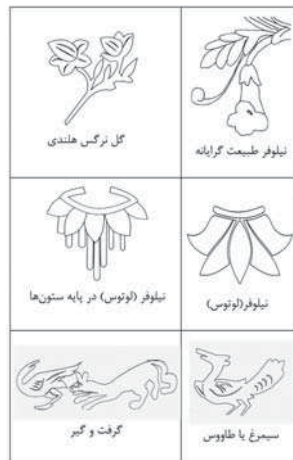 نیلوفر طبیعت گرایانه
گل نرگس هلندی
نیلوفر(لوتوس)
نیلوفر (لوتوس) در پایه ستون‌ها
سیمرغ یا طاووس
گرفت و گیر